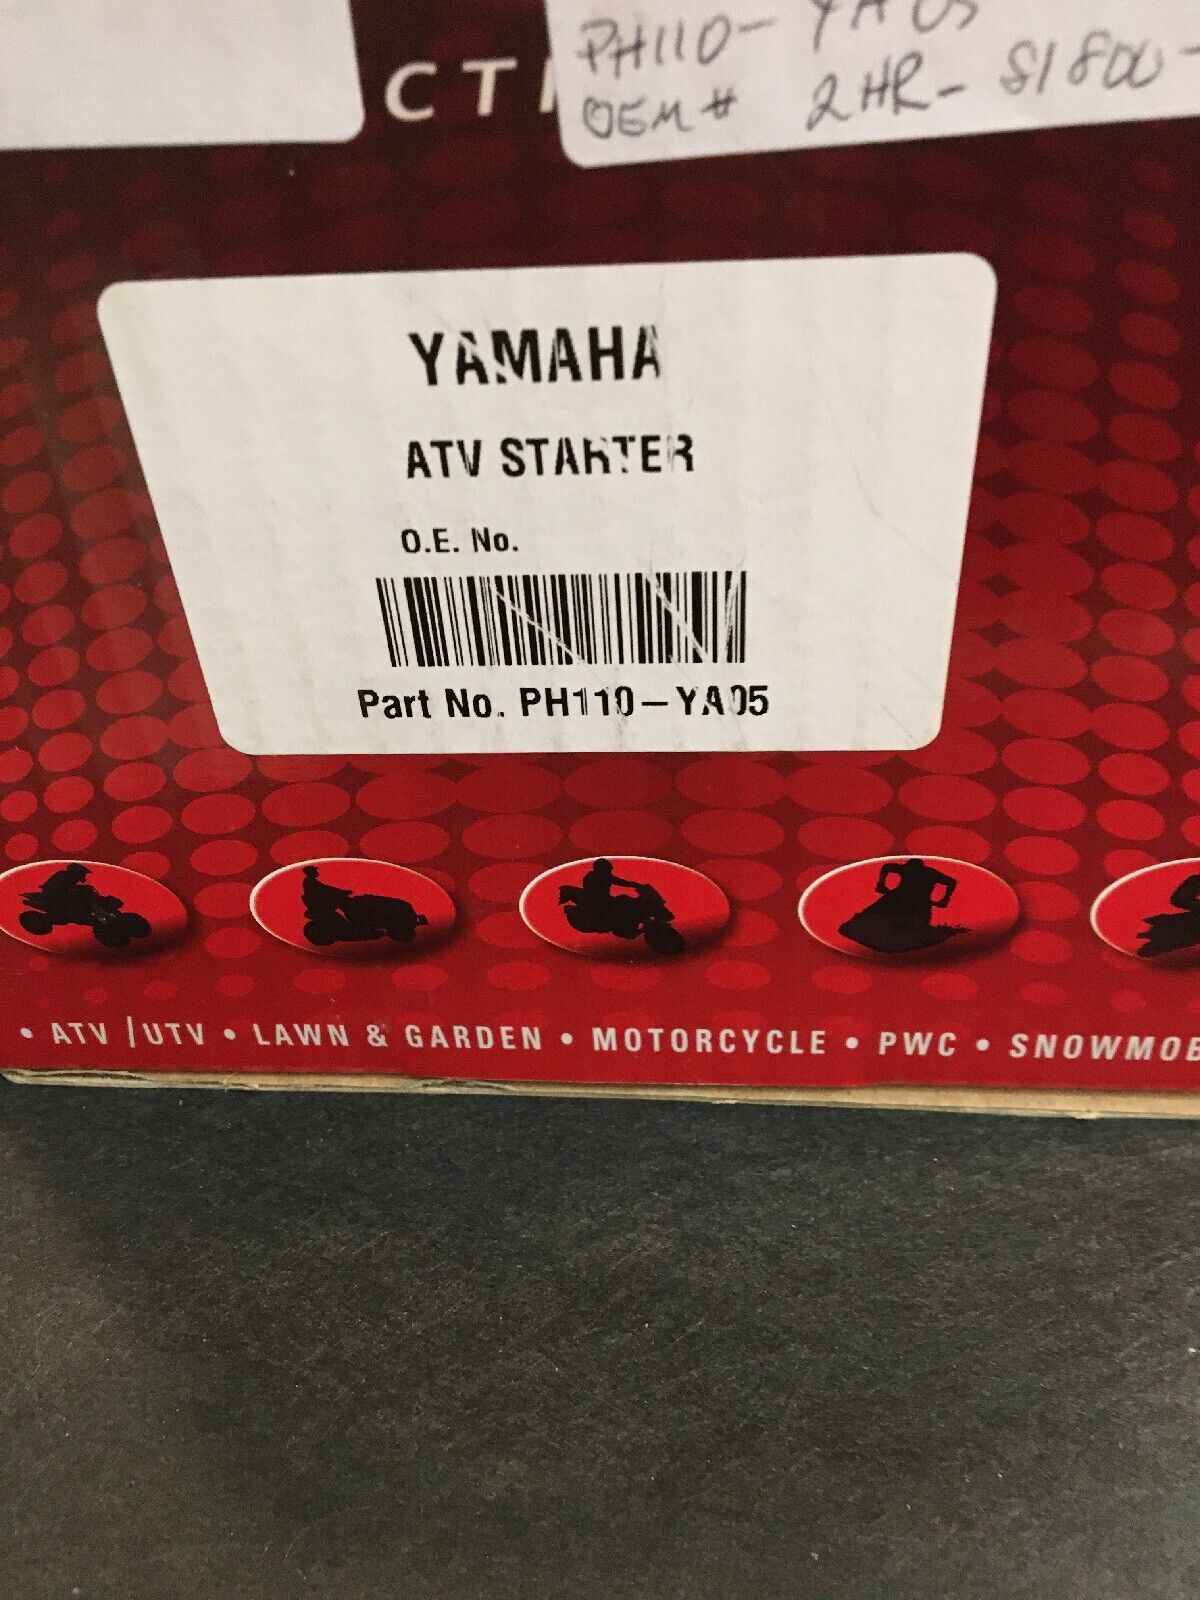 CTI
PH110- YA05
OEM# 2HR- 81800-
YAMAHA
ATV STARTER
O.E. No.
Part No. PH110-YA05
• ATV / UTV • LAWN & GARDEN • MOTORCYCLE • PWC • SNOWMOB